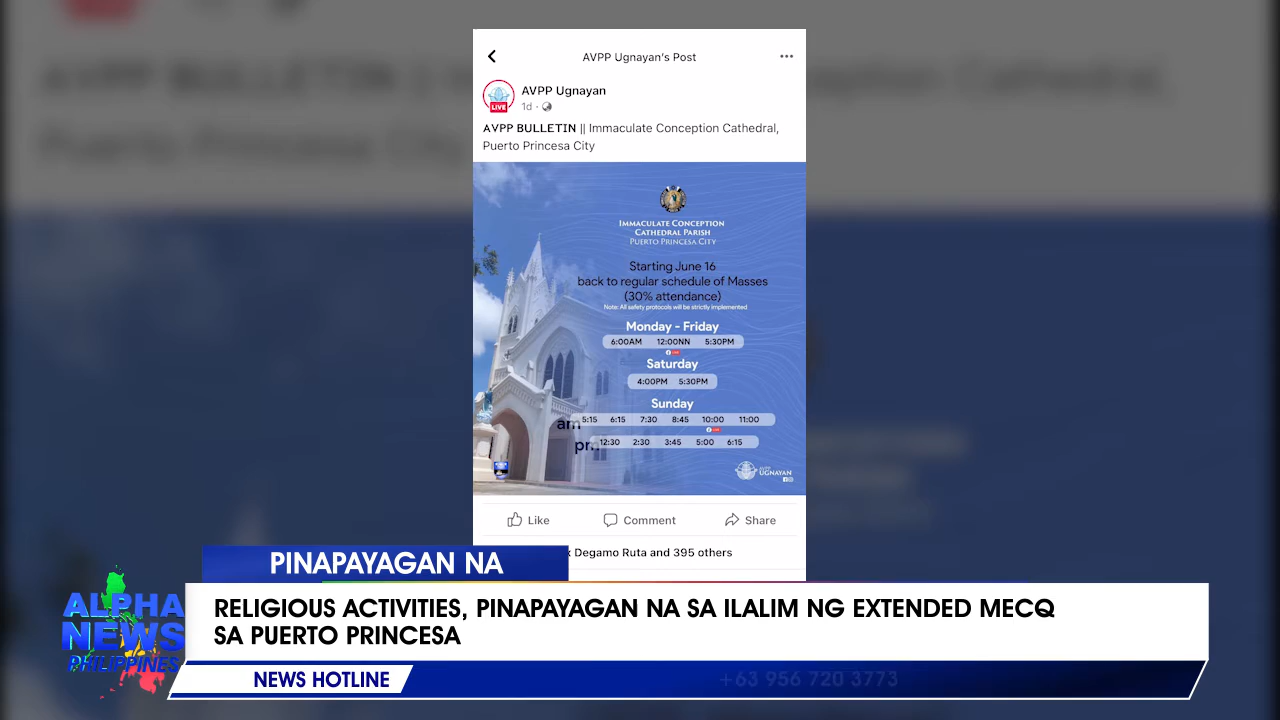 AVPP Ugnayan's Post
AVPP Ugnayan
LIVE
1d ·
AVPP BULLETIN || Immaculate Conception Cathedral,
Puerto Princesa City
IMMACULATE CONCEPTION
CATHEDRAL PARISH
PUERTO PRINCESA CITY
Starting June 16
back to regular schedule of Masses
(30% attendance)
Note: All safety protocols will be strictly implemented
Monday - Friday
6:00AM 12:00NN 5:30PM
Saturday
4:00PM 5:30PM
Sunday
am 5:15 6:15 7:30 8:45 10:00 11:00
pm 12:30 2:30 3:45 5:00 6:15
AVPP
UGNAYAN
Like Comment Share
Degamo Ruta and 395 others
PINAPAYAGAN NA
RELIGIOUS ACTIVITIES, PINAPAYAGAN NA SA ILALIM NG EXTENDED MECQ
SA PUERTO PRINCESA
ALPHA
NEWS
PHILIPPINES
NEWS HOTLINE +63 956 720 3773